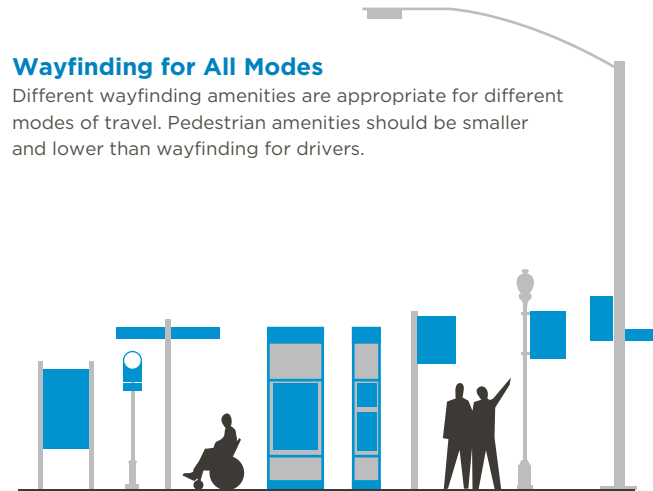 Wayfinding for All Modes
Different wayfinding amenities are appropriate for different
modes of travel. Pedestrian amenities should be smaller
and lower than wayfinding for drivers.